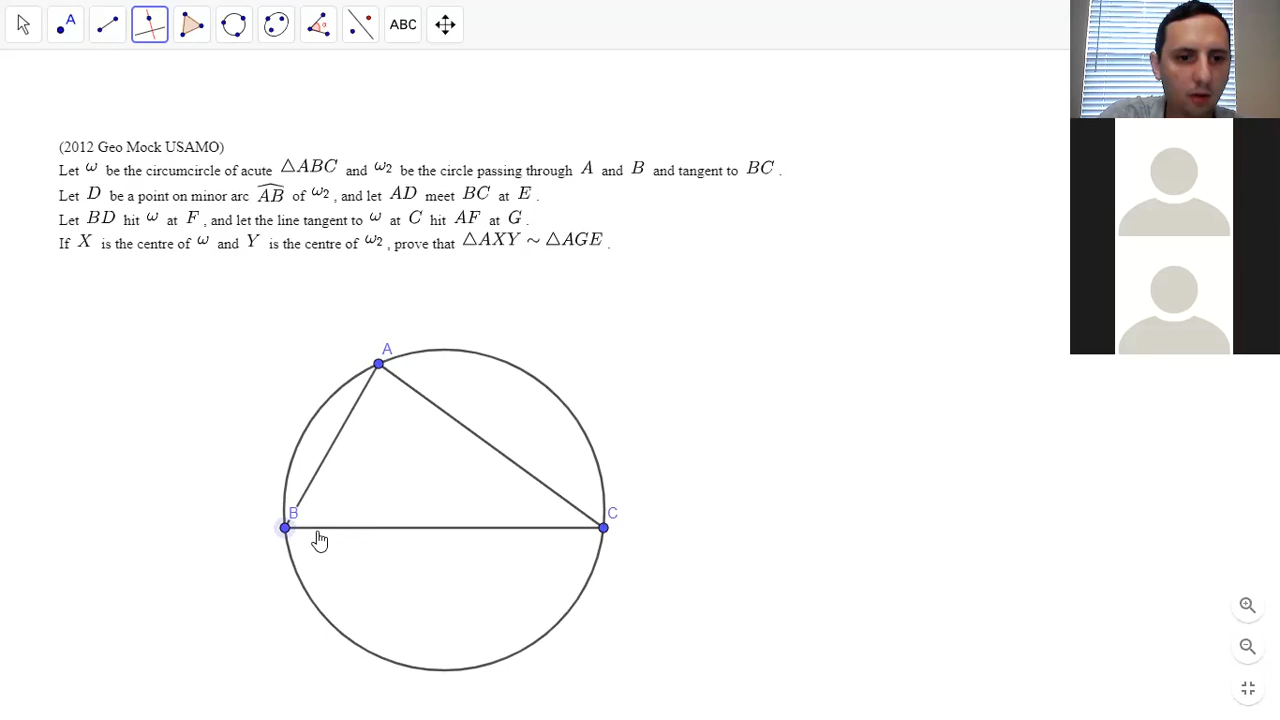 A
ABC
(2012 Geo Mock USAMO)
Let ω be the circumcircle of acute △ABC and ω₂ be the circle passing through A and B and tangent to BC .
Let D be a point on minor arc \widehat{AB} of ω₂ , and let AD meet BC at E .
Let BD hit ω at F , and let the line tangent to ω at C hit AF at G .
If X is the centre of ω and Y is the centre of ω₂ , prove that △AXY ∼ △AGE .
A
B
C